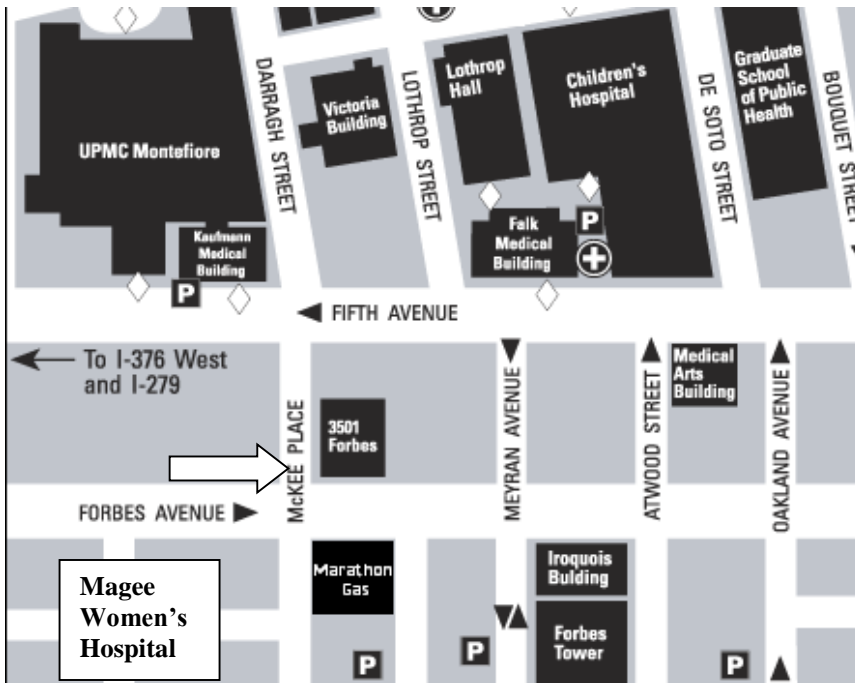 DARRAGH STREET
LOTHROP STREET
Lothrop
Hall
Children's
Hospital
DE SOTO STREET
Graduate
School
of Public
Health
BOUQUET STREET
Victoria
Building
UPMC Montefiore
Kaufmann
Medical
Building
P
Falk
Medical
Building
P
FIFTH AVENUE
To I-376 West
and I-279
McKEE PLACE
3501
Forbes
MEYRAN AVENUE
ATWOOD STREET
Medical
Arts
Building
OAKLAND AVENUE
FORBES AVENUE
Magee
Women's
Hospital
Marathon
Gas
P
P
Iroquois
Bulding
Forbes
Tower
P